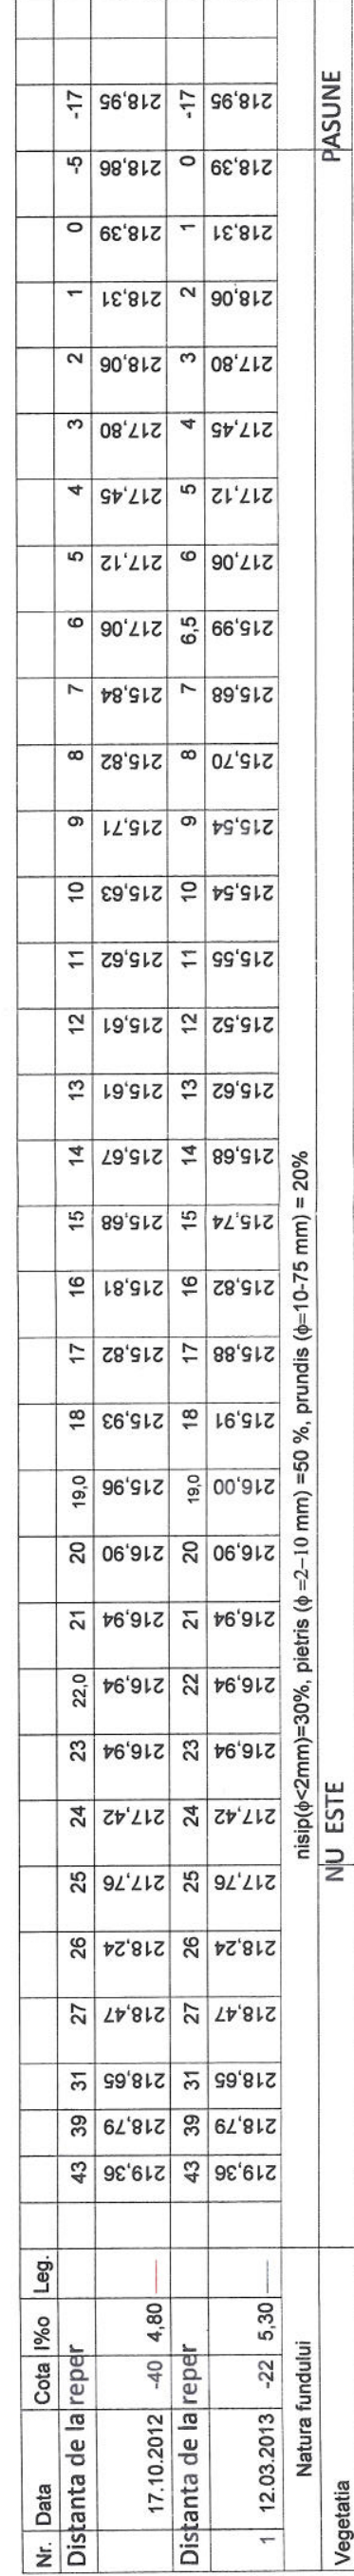 Nr. Data Cota I%o Leg.
Distanta de la reper 43 39 31 27 26 25 24 23 22,0 21 20 19,0 18 17 16 15 14 13 12 11 10 9 8 7 6 5 4 3 2 1 0 -5 -17
17.10.2012 -40 4,80 219,36 218,79 218,65 218,47 218,24 217,76 217,42 216,94 216,94 216,94 216,90 215,96 215,93 215,82 215,81 215,68 215,67 215,61 215,61 215,62 215,63 215,71 215,82 215,84 217,06 217,12 217,45 217,80 218,06 218,31 218,39 218,86 218,95
Distanta de la reper 43 39 31 27 26 25 24 23 22 21 20 19,0 18 17 16 15 14 13 12 11 10 9 8 7 6,5 6 5 4 3 2 1 0 -17
1 12.03.2013 -22 5,30 219,36 218,79 218,65 218,47 218,24 217,76 217,42 216,94 216,94 216,94 216,90 216,00 215,91 215,88 215,82 215,74 215,68 215,62 215,52 215,55 215,54 215,54 215,70 215,68 215,99 217,06 217,12 217,45 217,80 218,06 218,31 218,39 218,95
Natura fundului nisip(ϕ<2mm)=30%, pietris (ϕ =2–10 mm) =50 %, prundis (ϕ=10-75 mm) = 20%
Vegetatia NU ESTE PASUNE